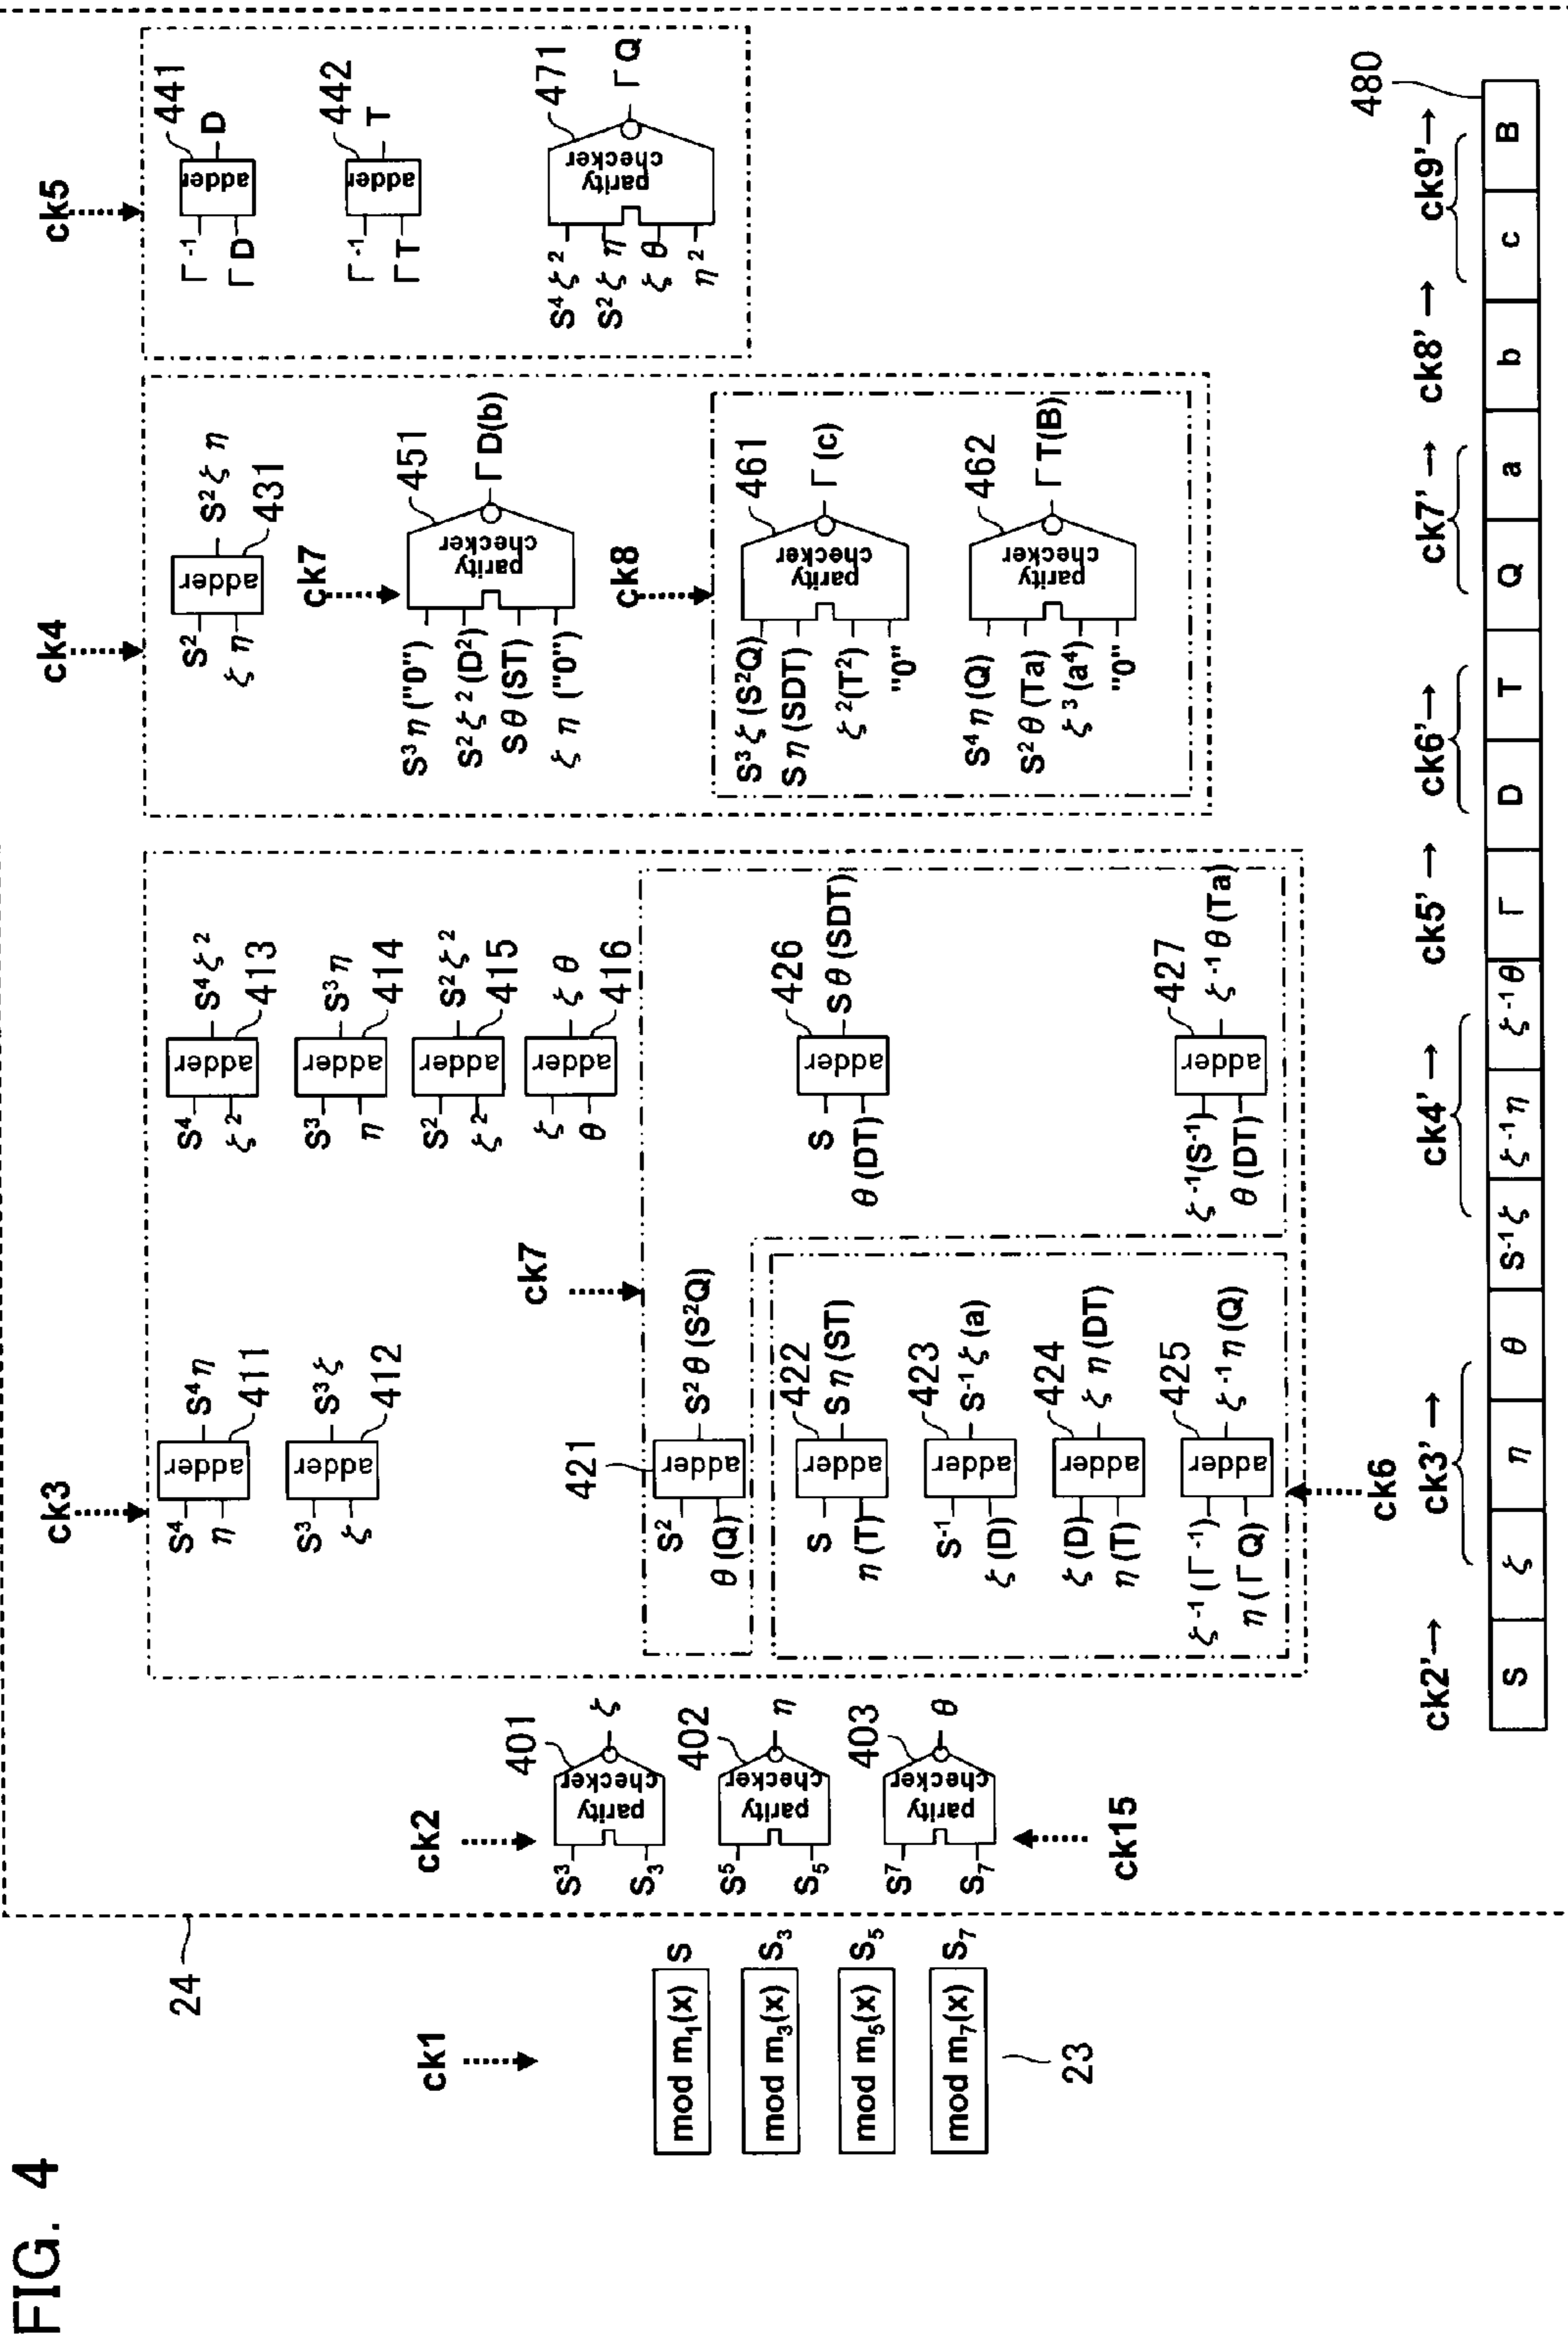 FIG. 4
ck1
mod m₁(x) S
mod m₃(x) S₃
mod m₅(x) S₅
mod m₇(x) S₇
23
24
ck2
S³
S₃
parity checker
401
ζ
S⁵
S₅
parity checker
402
η
S⁷
S₇
parity checker
403
θ
ck15
ck3
S⁴
η
adder
S⁴η
411
S³
ζ
adder
S³ζ
412
S⁴
ζ²
adder
S⁴ζ²
413
S³
η
adder
S³η
414
S²
ζ²
adder
S²ζ²
415
ζ
θ
adder
ζθ
416
ck7
S²
θ(Q)
adder
421
S²θ(S²Q)
S
η(T)
adder
422
Sη(ST)
S⁻¹
ζ(D)
adder
423
S⁻¹ζ(a)
ζ(D)
η(T)
adder
424
ζη(DT)
ζ⁻¹(Γ⁻¹)
η(ΓQ)
adder
425
ζ⁻¹η(Q)
ck6
S
θ(DT)
adder
426
Sθ(SDT)
ζ⁻¹(S⁻¹)
θ(DT)
adder
427
ζ⁻¹θ(Ta)
ck4
S²
ζη
adder
S²ζη
431
ck7
S³η("0")
S²ζ²(D²)
Sθ(ST)
ζη("0")
parity checker
451
ΓD(b)
ck8
S³ζ(S²Q)
Sη(SDT)
ζ²(T²)
"0"
parity checker
461
Γ(c)
S⁴η(Q)
S²θ(Ta)
ζ³(a⁴)
"0"
parity checker
462
ΓT(B)
ck5
Γ⁻¹
ΓD
adder
441
D
Γ⁻¹
ΓT
adder
442
T
S⁴ζ²
S²ζη
ζθ
η²
parity checker
471
ΓQ
ck2'→ ck3'→ ck4'→ ck5'→ ck6'→ ck7'→ ck8'→ ck9'→ 480
S ζ η θ S⁻¹ζ ζ⁻¹η ζ⁻¹θ Γ D T Q a b c B